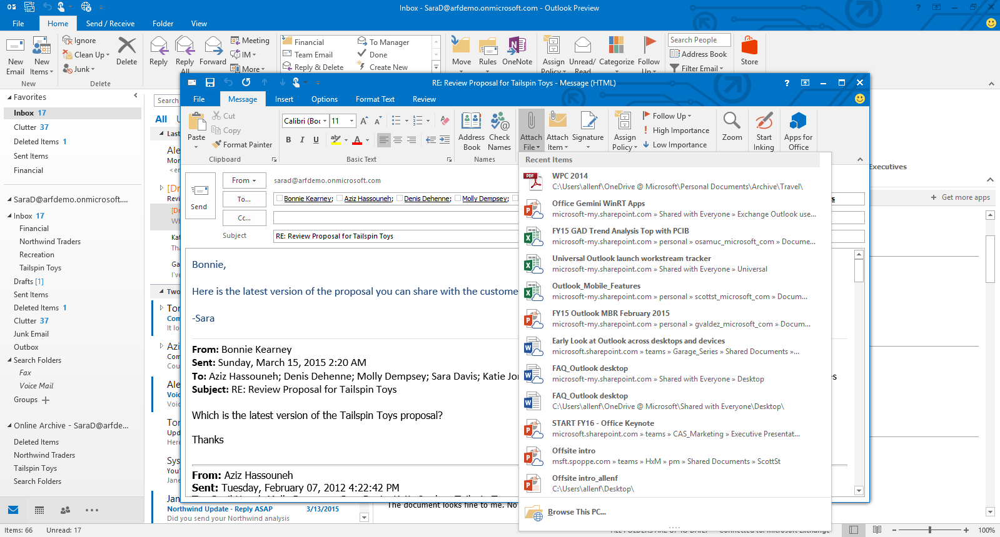 Inbox - SaraD@arfdemo.onmicrosoft.com - Outlook Preview
File Home Send / Receive Folder View
New Email
New Items
New
Ignore
Clean Up
Junk
Delete
Delete
Reply
Reply All
Forward
Meeting
IM
More
Financial
Team Email
Reply & Delete
To Manager
Done
Create New
Move
Rules
OneNote
Assign Policy
Unread/ Read
Categorize
Follow Up
Search People
Address Book
Filter Email
Store
Favorites
Inbox 17
Clutter 37
Deleted Items 1
Sent Items
Financial
SaraD@arfdemo.onmicrosoft....
Inbox 17
Financial
Northwind Traders
Recreation
Tailspin Toys
Drafts [1]
Sent Items
Deleted Items 1
Clutter 37
Junk Email
Outbox
Search Folders
Fax
Voice Mail
Groups
Online Archive - SaraD@arfde...
Deleted Items
Northwind Traders
Tailspin Toys
Search Folders
Search
All U
Last
Ale
Mor
<er
[Dr
Revi
[Dr
Wh
Kat
Tha
Ga
I've
Two
Tor
Com
It lo
Azi
Com
Cou
Ale
Voic
Voic
Tor
Upd
Here
Sys
You'
Jane
Jan
Northwind Update - Reply ASAP 3/13/2015
Did you send your Northwind analysis
RE: Review Proposal for Tailspin Toys - Message (HTML)
File Message Insert Options Format Text Review
Paste
Cut
Copy
Format Painter
Clipboard
Calibri (Boc 11
B I U
Basic Text
Address Book
Check Names
Names
Attach File
Attach Item
Signature
Assign Policy
Follow Up
High Importance
Low Importance
Zoom
Start Inking
Apps for Office
Send
From
sarad@arfdemo.onmicrosoft.com
To...
Bonnie Kearney; Aziz Hassouneh; Denis Dehenne; Molly Dempsey;
Cc...
Subject
RE: Review Proposal for Tailspin Toys
Bonnie,
Here is the latest version of the proposal you can share with the custome
-Sara
From: Bonnie Kearney
Sent: Sunday, March 15, 2015 2:20 AM
To: Aziz Hassouneh; Denis Dehenne; Molly Dempsey; Sara Davis; Katie Jor es
Subject: RE: Review Proposal for Tailspin Toys
Which is the latest version of the Tailspin Toys proposal?
Thanks
From: Aziz Hassouneh
Sent: Tuesday, February 07, 2012 4:22:42 PM
Recent Items
WPC 2014
C:\Users\allenf\OneDrive @ Microsoft\Personal Documents\Archive\Travel\
Office Gemini WinRT Apps
microsoft-my.sharepoint.com » Shared with Everyone » Exchange Outlook use...
FY15 GAD Trend Analysis Top with PCIB
microsoft-my.sharepoint.com » personal » osamuc_microsoft_com » Docume...
Universal Outlook launch workstream tracker
microsoft-my.sharepoint.com » Shared with Everyone » Universal
Outlook_Mobile_Features
microsoft-my.sharepoint.com » personal » scottst_microsoft_com » Docum...
FY15 Outlook MBR February 2015
microsoft-my.sharepoint.com » personal » gvaldez_microsoft_com » Docum...
Early Look at Outlook across desktops and devices
microsoft.sharepoint.com » teams » Garage_Series » Shared Documents »...
FAQ_Outlook desktop
microsoft-my.sharepoint.com » Shared with Everyone » Desktop
FAQ_Outlook desktop
C:\Users\allenf\OneDrive @ Microsoft\Shared with Everyone\Desktop\
START FY16 - Office Keynote
microsoft.sharepoint.com » teams » CAS_Marketing » Executive Presentat...
Offsite intro
msft.spoppe.com » teams » HxM » pm » Shared Documents » ScottSt
Offsite intro_allenf
C:\Users\allenf\Desktop\
Browse This PC...
Executives
+ Get more apps
The document looks fine to me. No
Items: 66 Unread: 17
100%